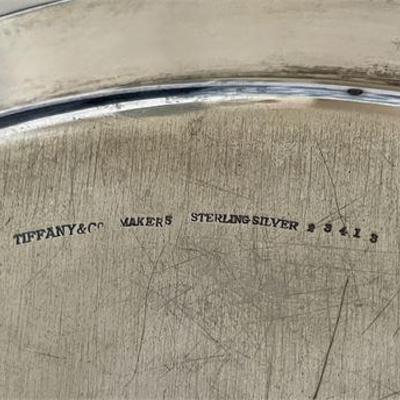 TIFFANY & Co. MAKERS STERLING SILVER 23413